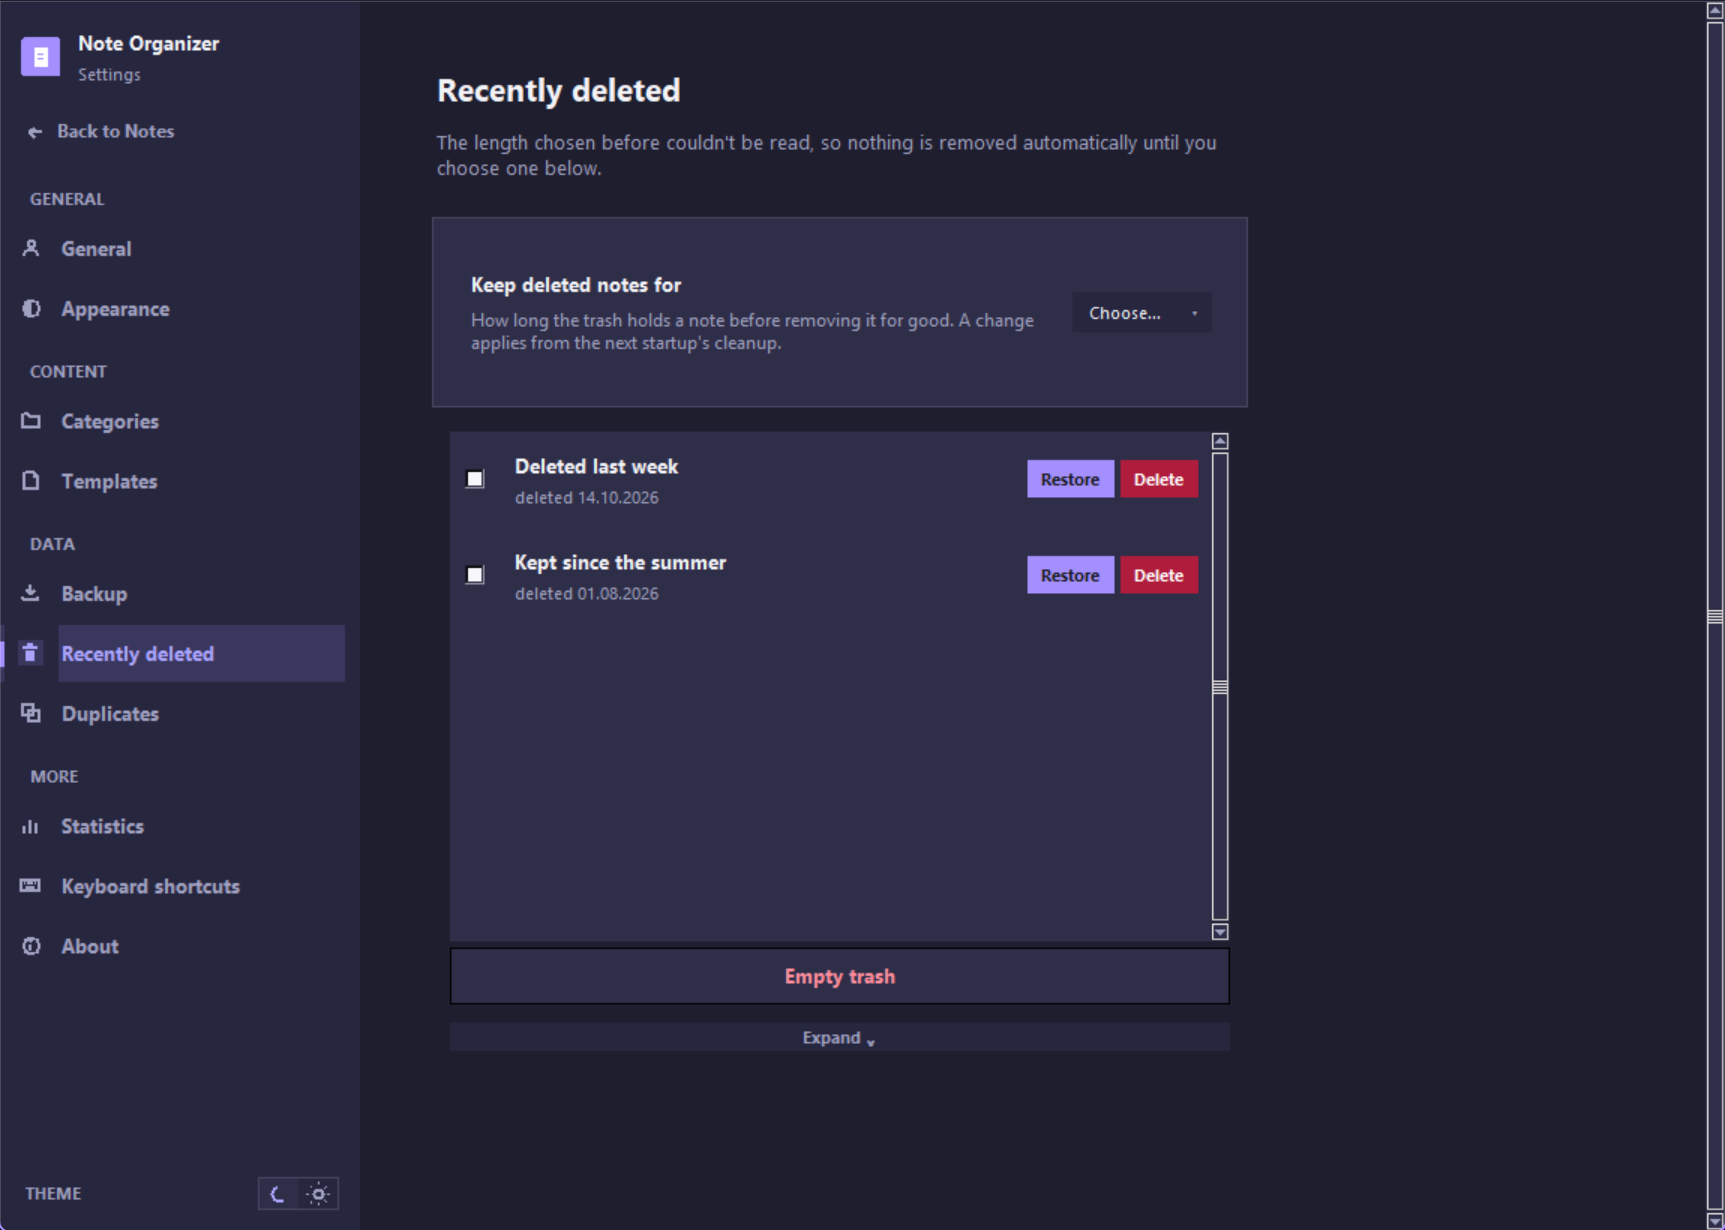 Note Organizer
Settings
Back to Notes
GENERAL
General
Appearance
CONTENT
Categories
Templates
DATA
Backup
Recently deleted
Duplicates
MORE
Statistics
Keyboard shortcuts
About
THEME
Recently deleted
The length chosen before couldn't be read, so nothing is removed automatically until you
choose one below.
Keep deleted notes for
How long the trash holds a note before removing it for good. A change
applies from the next startup's cleanup.
Choose...
Deleted last week
deleted 14.10.2026
Restore
Delete
Kept since the summer
deleted 01.08.2026
Restore
Delete
Empty trash
Expand